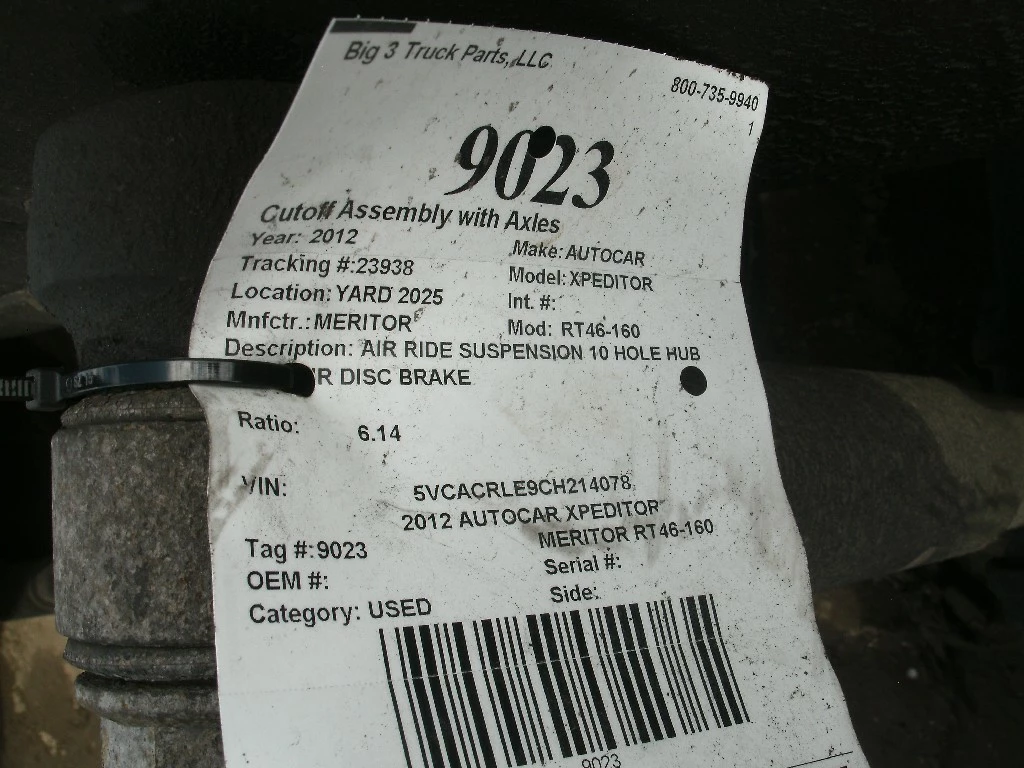 Big 3 Truck Parts, LLC
800-735-9940
1
9023
Cutoff Assembly with Axles
Year: 2012
Make: AUTOCAR
Tracking #:23938
Model: XPEDITOR
Location: YARD 2025
Int. #:
Mnfctr.: MERITOR
Mod: RT46-160
Description: AIR RIDE SUSPENSION 10 HOLE HUB
DISC BRAKE
Ratio: 6.14
VIN: 5VCACRLE9CH214078
2012 AUTOCAR XPEDITOR
MERITOR RT46-160
Tag #:9023
Serial #:
OEM #:
Side:
Category: USED
9023